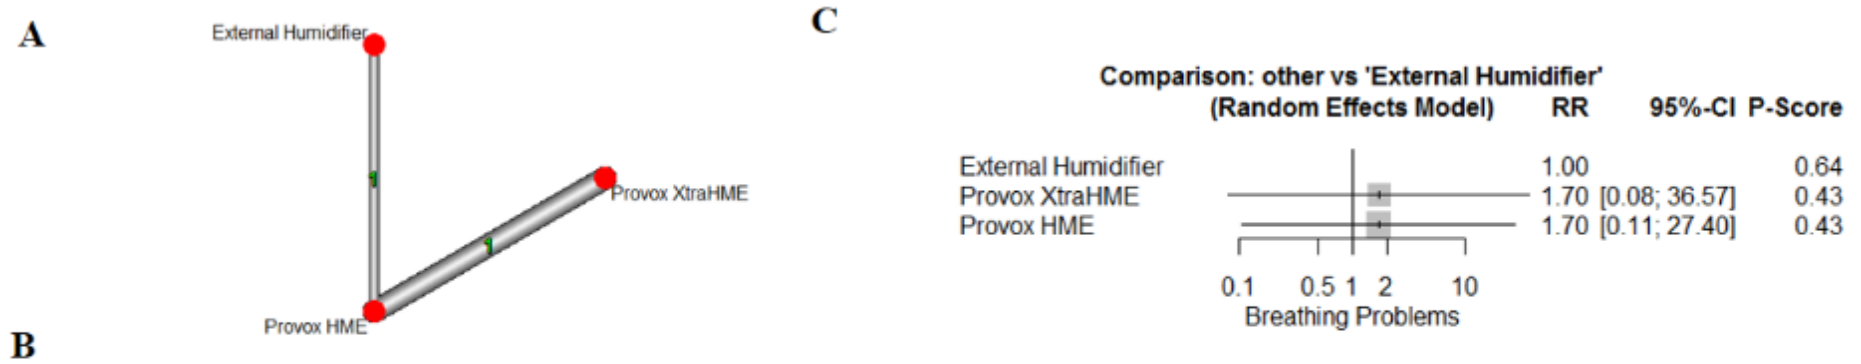 A
External Humidifier
1
Provox XtraHME
1
Provox HME
B
C
Comparison: other vs 'External Humidifier'
(Random Effects Model) RR 95%-CI P-Score
External Humidifier 1.00 0.64
Provox XtraHME 1.70 [0.08; 36.57] 0.43
Provox HME 1.70 [0.11; 27.40] 0.43
0.1 0.5 1 2 10
Breathing Problems